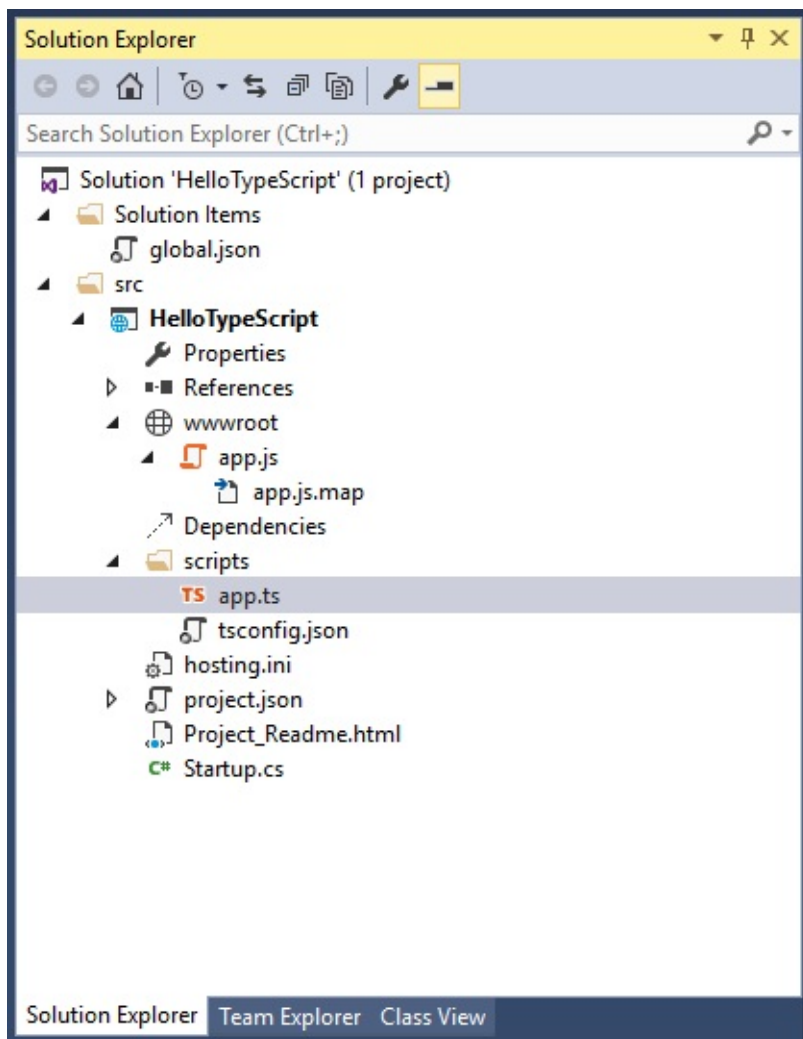 Solution Explorer
Search Solution Explorer (Ctrl+;)
Solution 'HelloTypeScript' (1 project)
Solution Items
global.json
src
HelloTypeScript
Properties
References
wwwroot
app.js
app.js.map
Dependencies
scripts
TS app.ts
tsconfig.json
hosting.ini
project.json
Project_Readme.html
C# Startup.cs
Solution Explorer Team Explorer Class View